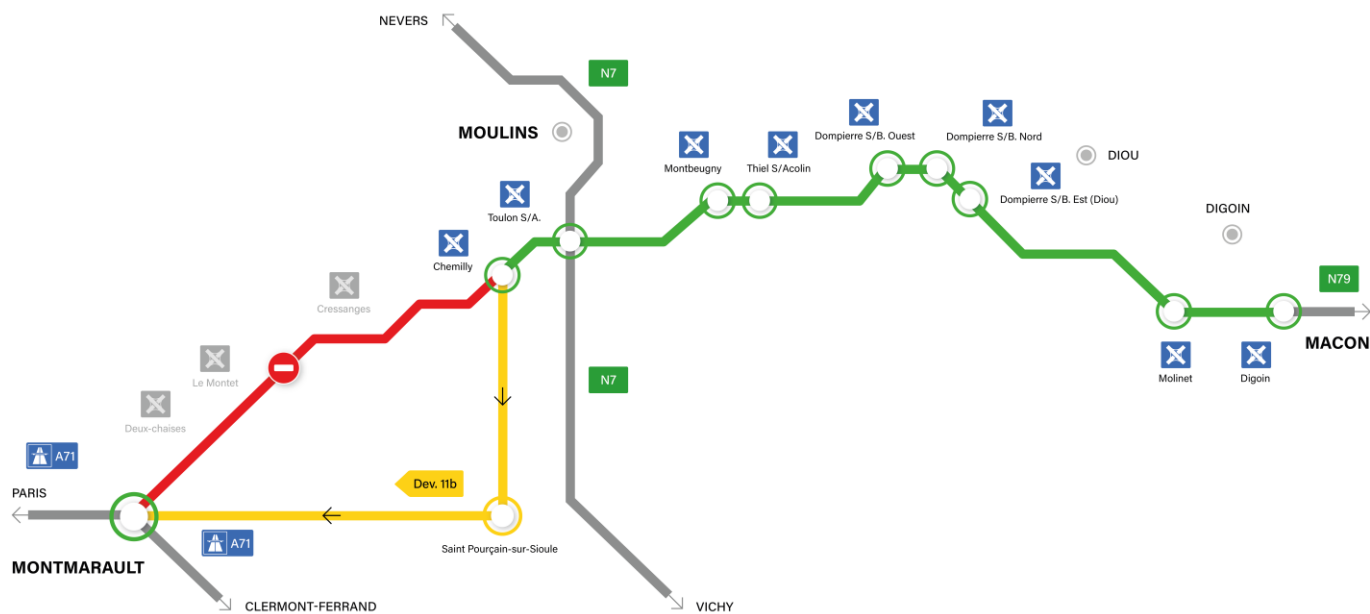 NEVERS
N7
MOULINS
Dompierre S/B. Ouest
Dompierre S/B. Nord
DIOU
Montbeugny
Thiel S/Acolin
Dompierre S/B. Est (Diou)
Toulon S/A.
DIGOIN
Chemilly
N79
Cressanges
MACON
Le Montet
Molinet
Digoin
N7
Deux-chaises
A71
Dev. 11b
PARIS
A71
Saint Pourçain-sur-Sioule
MONTMARAULT
CLERMONT-FERRAND
VICHY